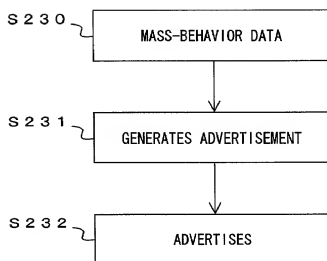 S230
MASS-BEHAVIOR DATA
S231
GENERATES ADVERTISEMENT
S232
ADVERTISES